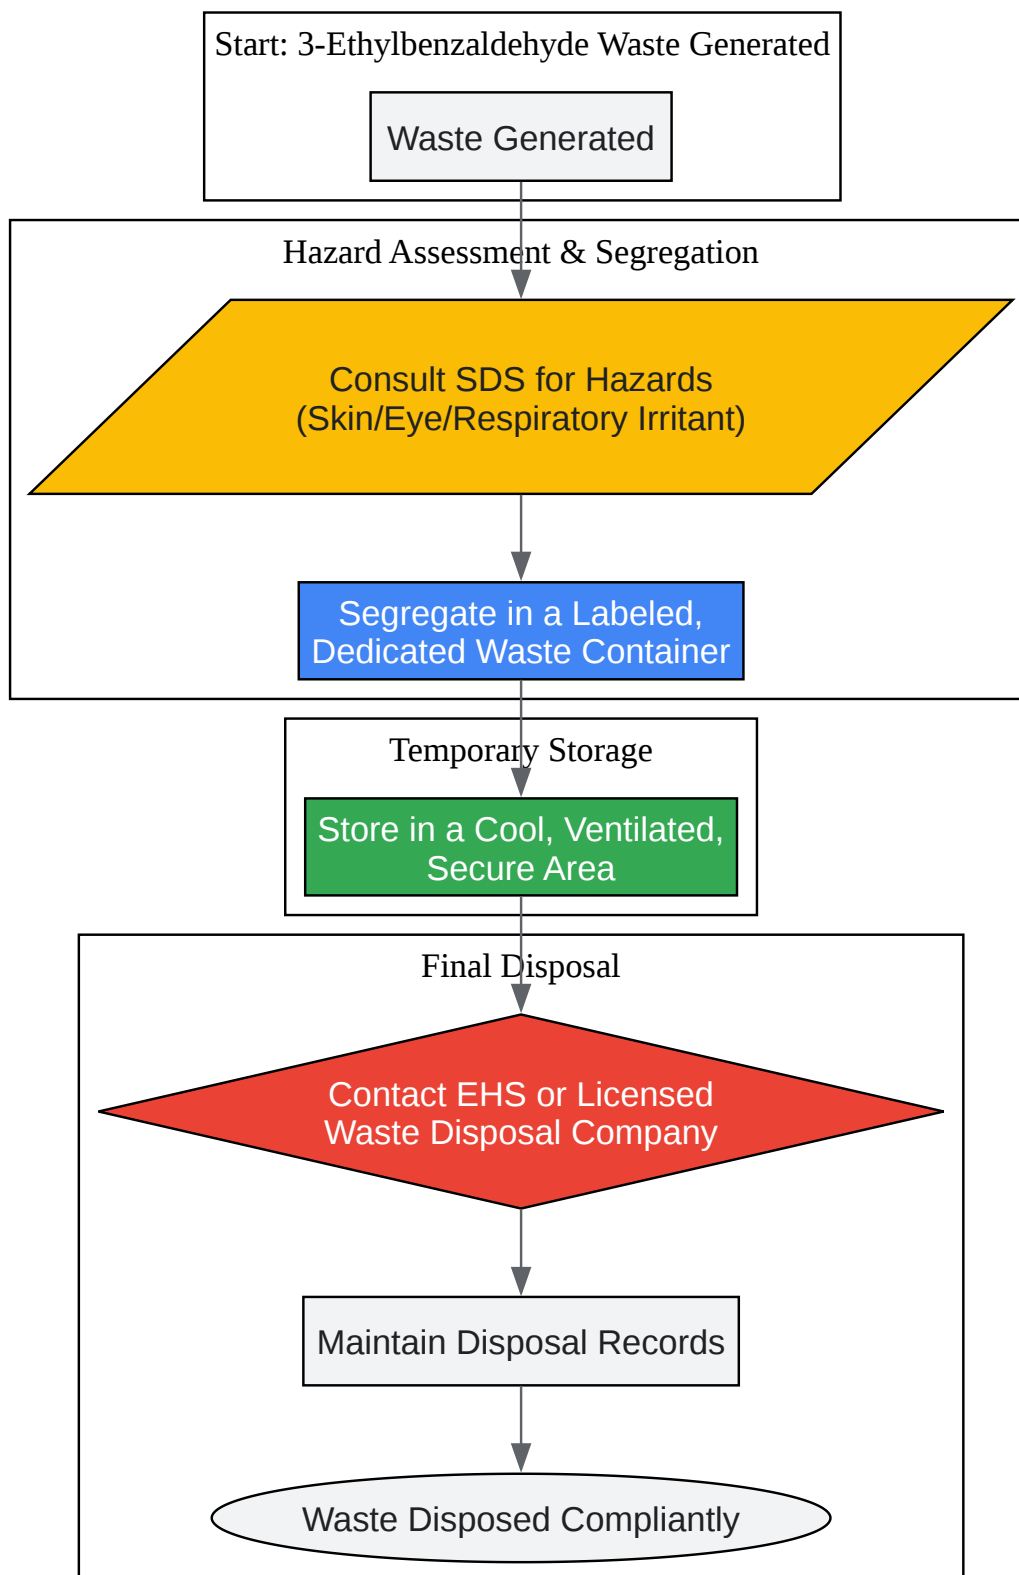 Start: 3-Ethylbenzaldehyde Waste Generated
Waste Generated
Hazard Assessment & Segregation
Consult SDS for Hazards
(Skin/Eye/Respiratory Irritant)
Segregate in a Labeled,
Dedicated Waste Container
Temporary Storage
Store in a Cool, Ventilated,
Secure Area
Final Disposal
Contact EHS or Licensed
Waste Disposal Company
Maintain Disposal Records
Waste Disposed Compliantly